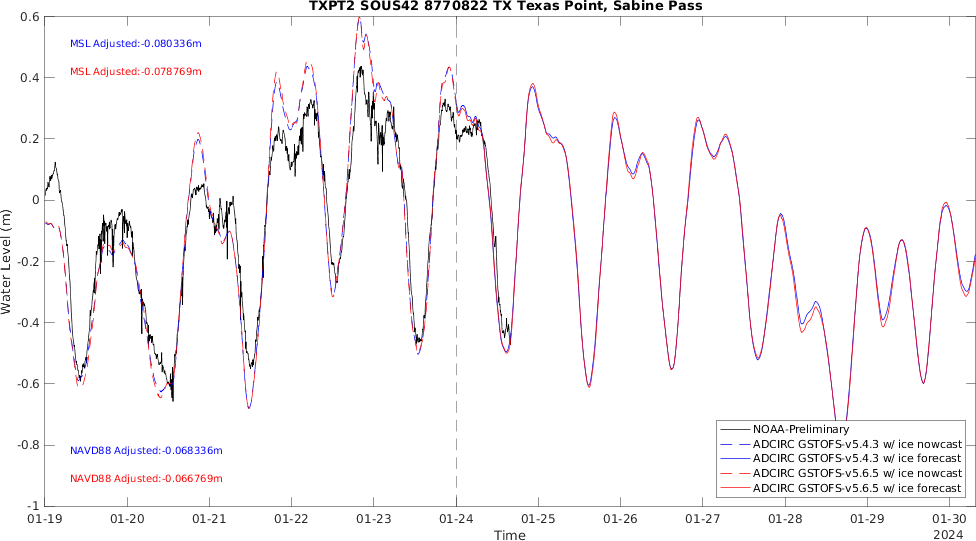 TXPT2 SOUS42 8770822 TX Texas Point, Sabine Pass
0.6
0.4
0.2
0
-0.2
-0.4
-0.6
-0.8
-1
Water Level (m)
MSL Adjusted:-0.080336m
MSL Adjusted:-0.078769m
NAVD88 Adjusted:-0.068336m
NAVD88 Adjusted:-0.066769m
NOAA-Preliminary
ADCIRC GSTOFS-v5.4.3 w/ ice nowcast
ADCIRC GSTOFS-v5.4.3 w/ ice forecast
ADCIRC GSTOFS-v5.6.5 w/ ice nowcast
ADCIRC GSTOFS-v5.6.5 w/ ice forecast
01-19 01-20 01-21 01-22 01-23 01-24 01-25 01-26 01-27 01-28 01-29 01-30
2024
Time